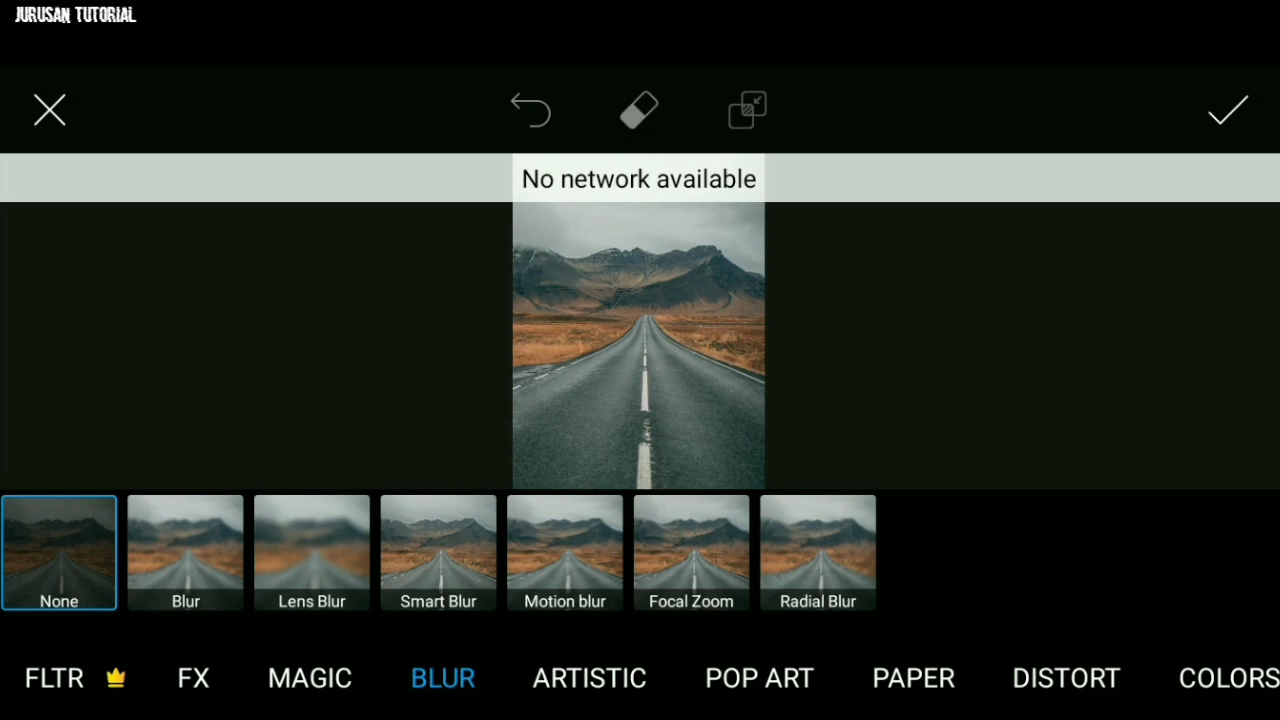 JURUSAN TUTORIAL
No network available
None
Blur
Lens Blur
Smart Blur
Motion blur
Focal Zoom
Radial Blur
FLTR
FX
MAGIC
BLUR
ARTISTIC
POP ART
PAPER
DISTORT
COLORS